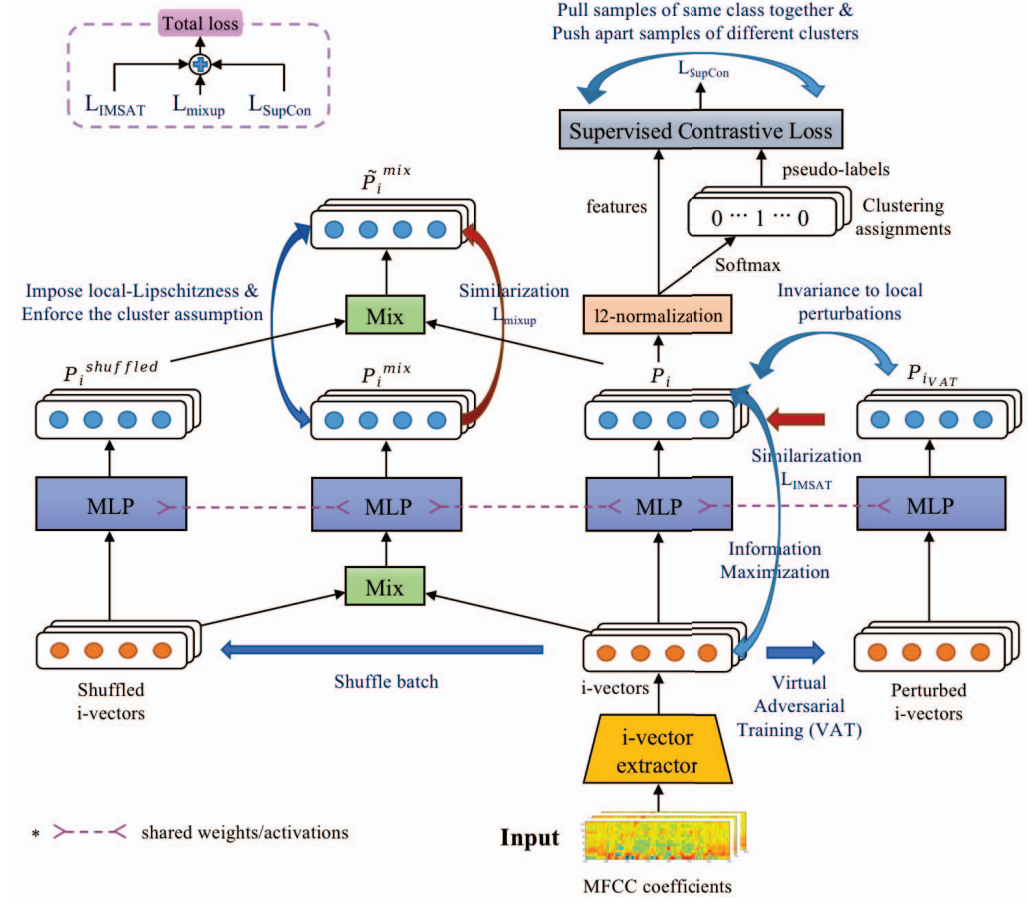 Total loss
L_IMSAT
L_mixup
L_SupCon
Pull samples of same class together &
Push apart samples of different clusters
L_SupCon
Supervised Contrastive Loss
pseudo-labels
features
0 ··· 1 ··· 0
Clustering
assignments
Softmax
P̃_i^mix
Impose local-Lipschitzness &
Enforce the cluster assumption
Mix
Similarization
L_mixup
l2-normalization
Invariance to local
perturbations
P_i^shuffled
P_i^mix
P_i
P_i_VAT
Similarization
L_IMSAT
MLP
MLP
MLP
MLP
Information
Maximization
Mix
Shuffled
i-vectors
Shuffle batch
i-vectors
Virtual
Adversarial
Training (VAT)
Perturbed
i-vectors
i-vector
extractor
* shared weights/activations
Input
MFCC coefficients